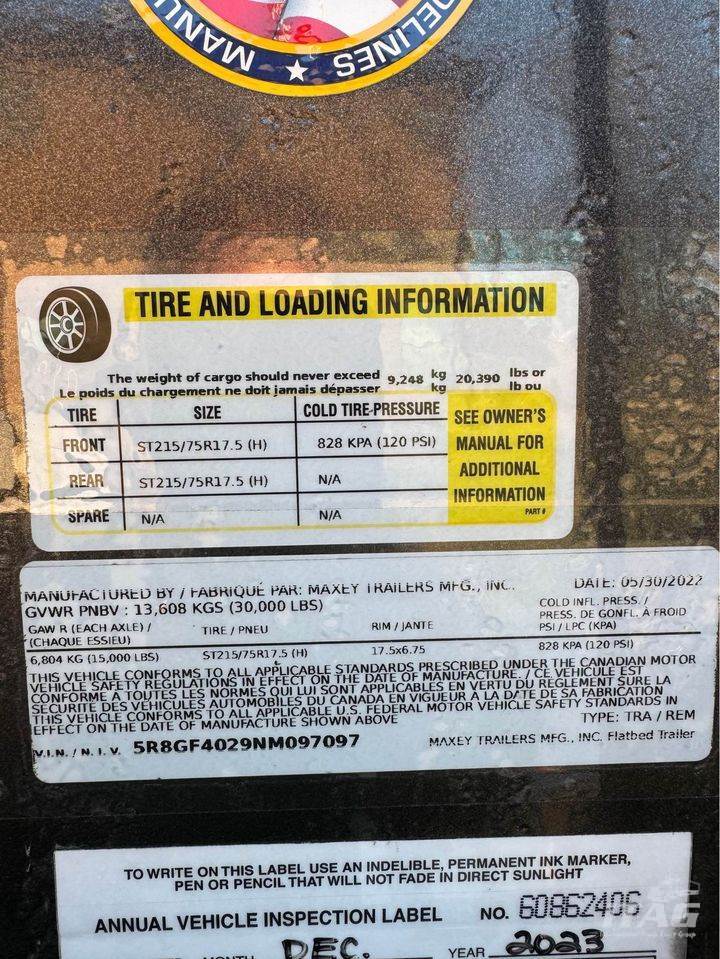 MANU
DELINES
TIRE AND LOADING INFORMATION
The weight of cargo should never exceed 9,248 kg 20,390 lbs or
Le poids du chargement ne doit jamais dépasser kg lb ou
TIRE SIZE COLD TIRE-PRESSURE SEE OWNER'S
FRONT ST215/75R17.5 (H) 828 KPA (120 PSI) MANUAL FOR
REAR ST215/75R17.5 (H) N/A ADDITIONAL
INFORMATION
SPARE N/A N/A PART #
MANUFACTURED BY / FABRIQUÉ PAR: MAXEY TRAILERS MFG., INC. DATE: 05/30/2022
GVWR PNBV : 13,608 KGS (30,000 LBS)
GAW R (EACH AXLE) / TIRE / PNEU RIM / JANTE COLD INFL. PRESS. /
(CHAQUE ESSIEU) PRESS. DE GONFL. À FROID
PSI / LPC (KPA)
6,804 KG (15,000 LBS) ST215/75R17.5 (H) 17.5x6.75 828 KPA (120 PSI)
THIS VEHICLE CONFORMS TO ALL APPLICABLE STANDARDS PRESCRIBED UNDER THE CANADIAN MOTOR
VEHICLE SAFETY REGULATIONS IN EFFECT ON THE DATE OF MANUFACTURE. / CE VEHICULE EST
CONFORME A TOUTES LES NORMES QUI LUI SONT APPLICABLES EN VERTU DU REGLEMENT SURE LA
SECURITE DES VEHICULES AUTOMOBILES DU CANADA EN VIGUEUR A LA DATE DE SA FABRICATION
THIS VEHICLE CONFORMS TO ALL APPLICABLE U.S. FEDERAL MOTOR VEHICLE SAFETY STANDARDS IN
EFFECT ON THE DATE OF MANUFACTURE SHOWN ABOVE TYPE: TRA / REM
V.I.N. / N. I. V. 5R8GF4029NM097097 MAXEY TRAILERS MFG., INC. Flatbed Trailer
TO WRITE ON THIS LABEL USE AN INDELIBLE, PERMANENT INK MARKER,
PEN OR PENCIL THAT WILL NOT FADE IN DIRECT SUNLIGHT
ANNUAL VEHICLE INSPECTION LABEL NO. 60862406
MONTH DEC. YEAR 2023
MAG